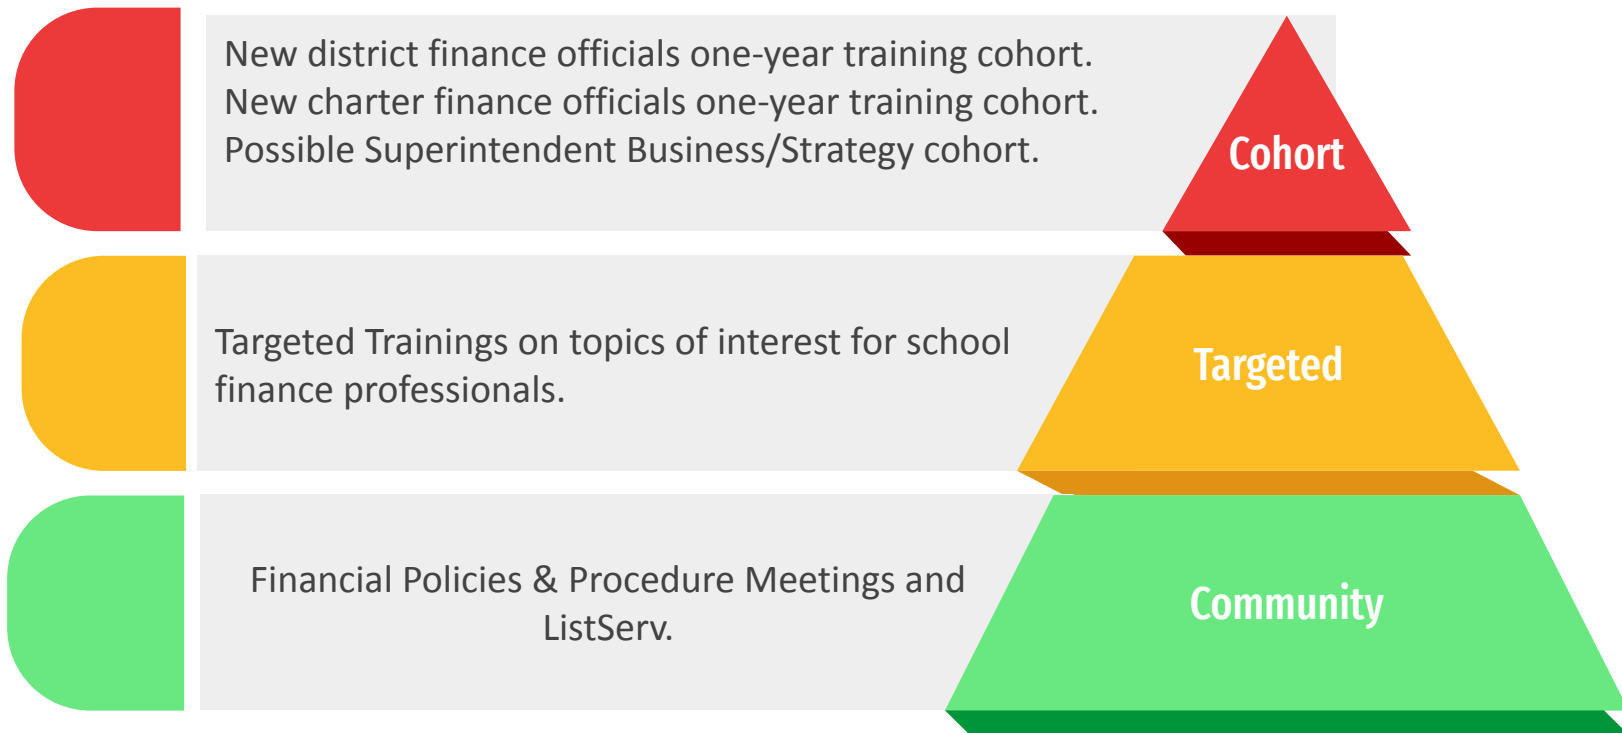 New district finance officials one-year training cohort.
New charter finance officials one-year training cohort.
Possible Superintendent Business/Strategy cohort.
Cohort
Targeted Trainings on topics of interest for school
finance professionals.
Targeted
Financial Policies & Procedure Meetings and
ListServ.
Community